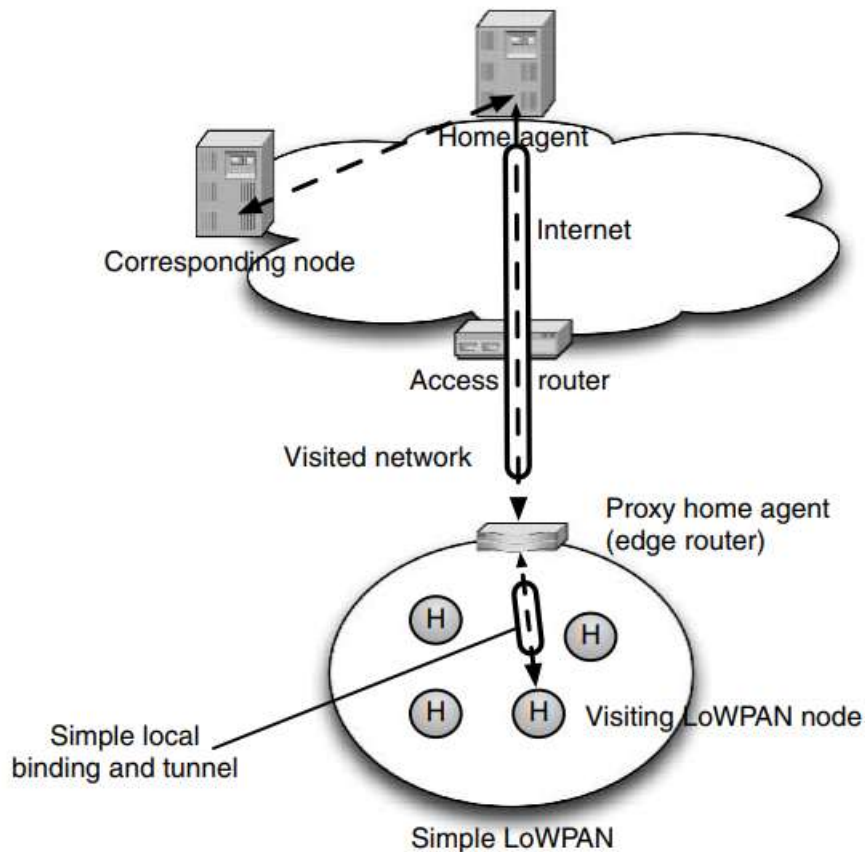 Home agent
Internet
Corresponding node
Access router
Visited network
Proxy home agent
(edge router)
H
H
H
H
Visiting LoWPAN node
Simple local
binding and tunnel
Simple LoWPAN